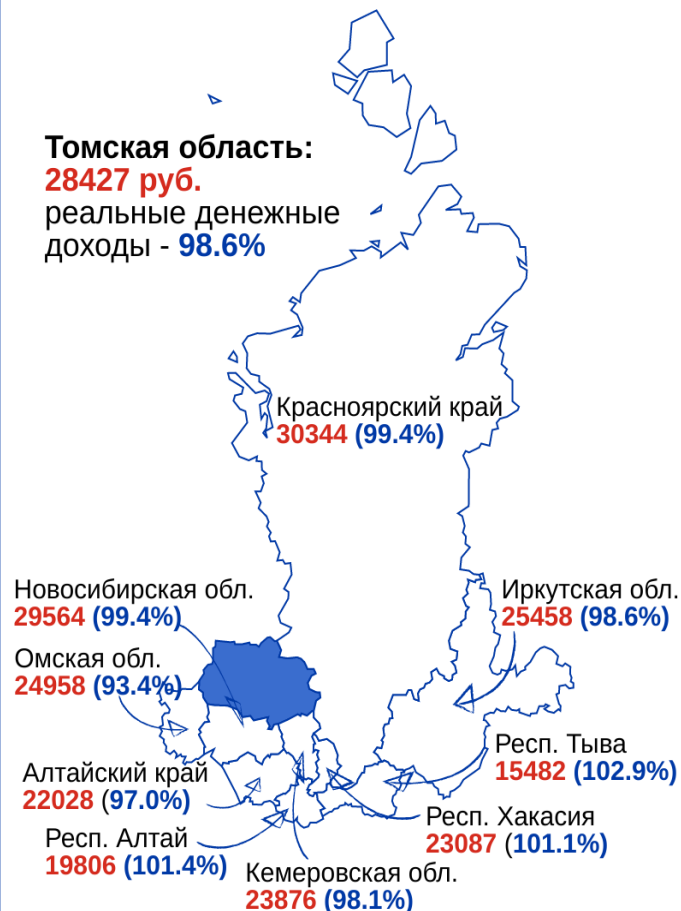 Томская область:
28427 руб.
реальные денежные
доходы - 98.6%
Красноярский край
30344 (99.4%)
Новосибирская обл.
29564 (99.4%)
Иркутская обл.
25458 (98.6%)
Омская обл.
24958 (93.4%)
Респ. Тыва
15482 (102.9%)
Алтайский край
22028 (97.0%)
Респ. Хакасия
23087 (101.1%)
Респ. Алтай
19806 (101.4%)
Кемеровская обл.
23876 (98.1%)